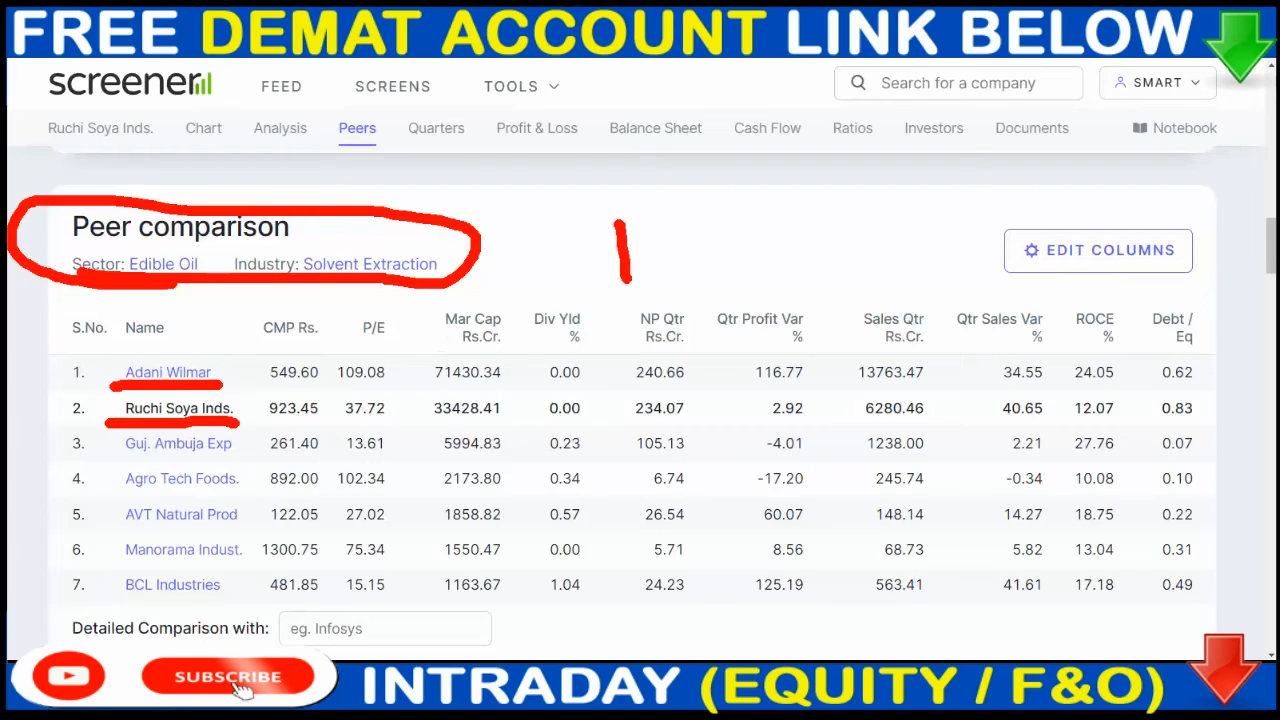 FREE DEMAT ACCOUNT LINK BELOW
screener FEED SCREENS TOOLS Search for a company SMART
Ruchi Soya Inds. Chart Analysis Peers Quarters Profit & Loss Balance Sheet Cash Flow Ratios Investors Documents Notebook
Peer comparison
EDIT COLUMNS
Sector: Edible Oil Industry: Solvent Extraction
S.No. Name CMP Rs. P/E Mar Cap Rs.Cr. Div Yld % NP Qtr Rs.Cr. Qtr Profit Var % Sales Qtr Rs.Cr. Qtr Sales Var % ROCE % Debt / Eq
1. Adani Wilmar 549.60 109.08 71430.34 0.00 240.66 116.77 13763.47 34.55 24.05 0.62
2. Ruchi Soya Inds. 923.45 37.72 33428.41 0.00 234.07 2.92 6280.46 40.65 12.07 0.83
3. Guj. Ambuja Exp 261.40 13.61 5994.83 0.23 105.13 -4.01 1238.00 2.21 27.76 0.07
4. Agro Tech Foods. 892.00 102.34 2173.80 0.34 6.74 -17.20 245.74 -0.34 10.08 0.10
5. AVT Natural Prod 122.05 27.02 1858.82 0.57 26.54 60.07 148.14 14.27 18.75 0.22
6. Manorama Indust. 1300.75 75.34 1550.47 0.00 5.71 8.56 68.73 5.82 13.04 0.31
7. BCL Industries 481.85 15.15 1163.67 1.04 24.23 125.19 563.41 41.61 17.18 0.49
Detailed Comparison with: eg. Infosys
SUBSCRIBE
INTRADAY (EQUITY / F&O)